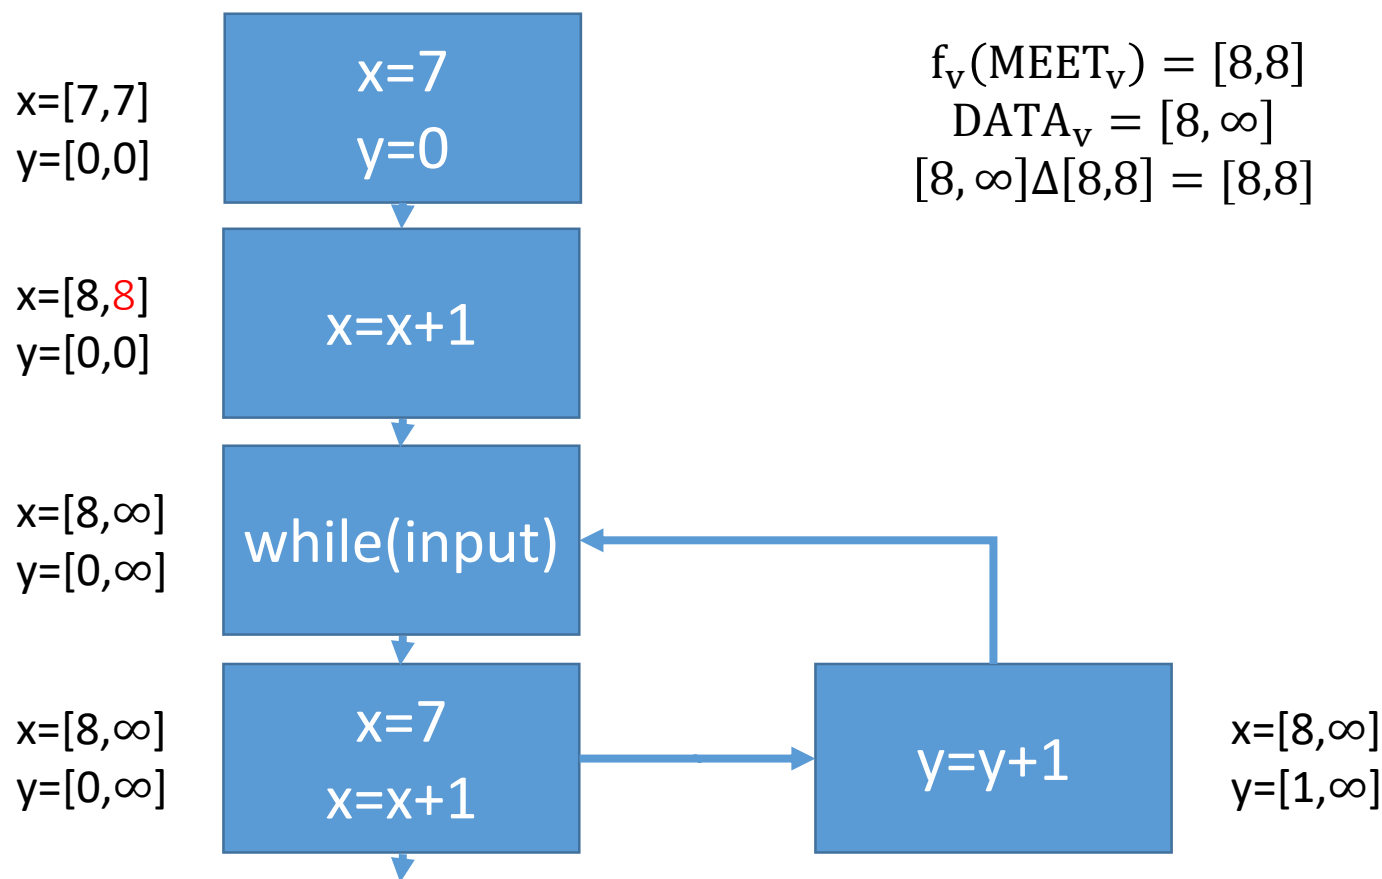 x=7
y=0
x=[7,7]
y=[0,0]
f_v(MEET_v) = [8,8]
DATA_v = [8, ∞]
[8, ∞]Δ[8,8] = [8,8]
x=x+1
x=[8,8]
y=[0,0]
while(input)
x=[8,∞]
y=[0,∞]
x=7
x=x+1
x=[8,∞]
y=[0,∞]
y=y+1
x=[8,∞]
y=[1,∞]